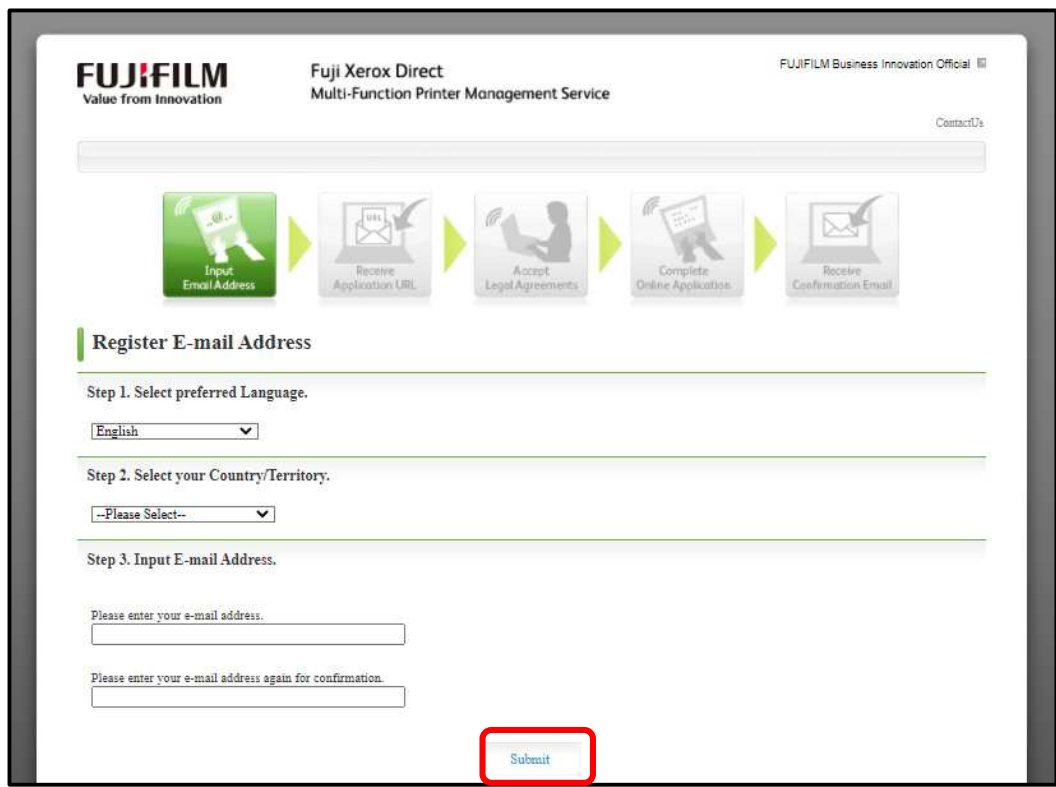 FUJIFILM
Value from Innovation
Fuji Xerox Direct
Multi-Function Printer Management Service
FUJIFILM Business Innovation Official
ContactUs
Input
Email Address
URL
Receive
Application URL
Accept
Legal Agreements
Complete
Online Application
Receive
Confirmation Email
Register E-mail Address
Step 1. Select preferred Language.
English
Step 2. Select your Country/Territory.
--Please Select--
Step 3. Input E-mail Address.
Please enter your e-mail address.
Please enter your e-mail address again for confirmation.
Submit